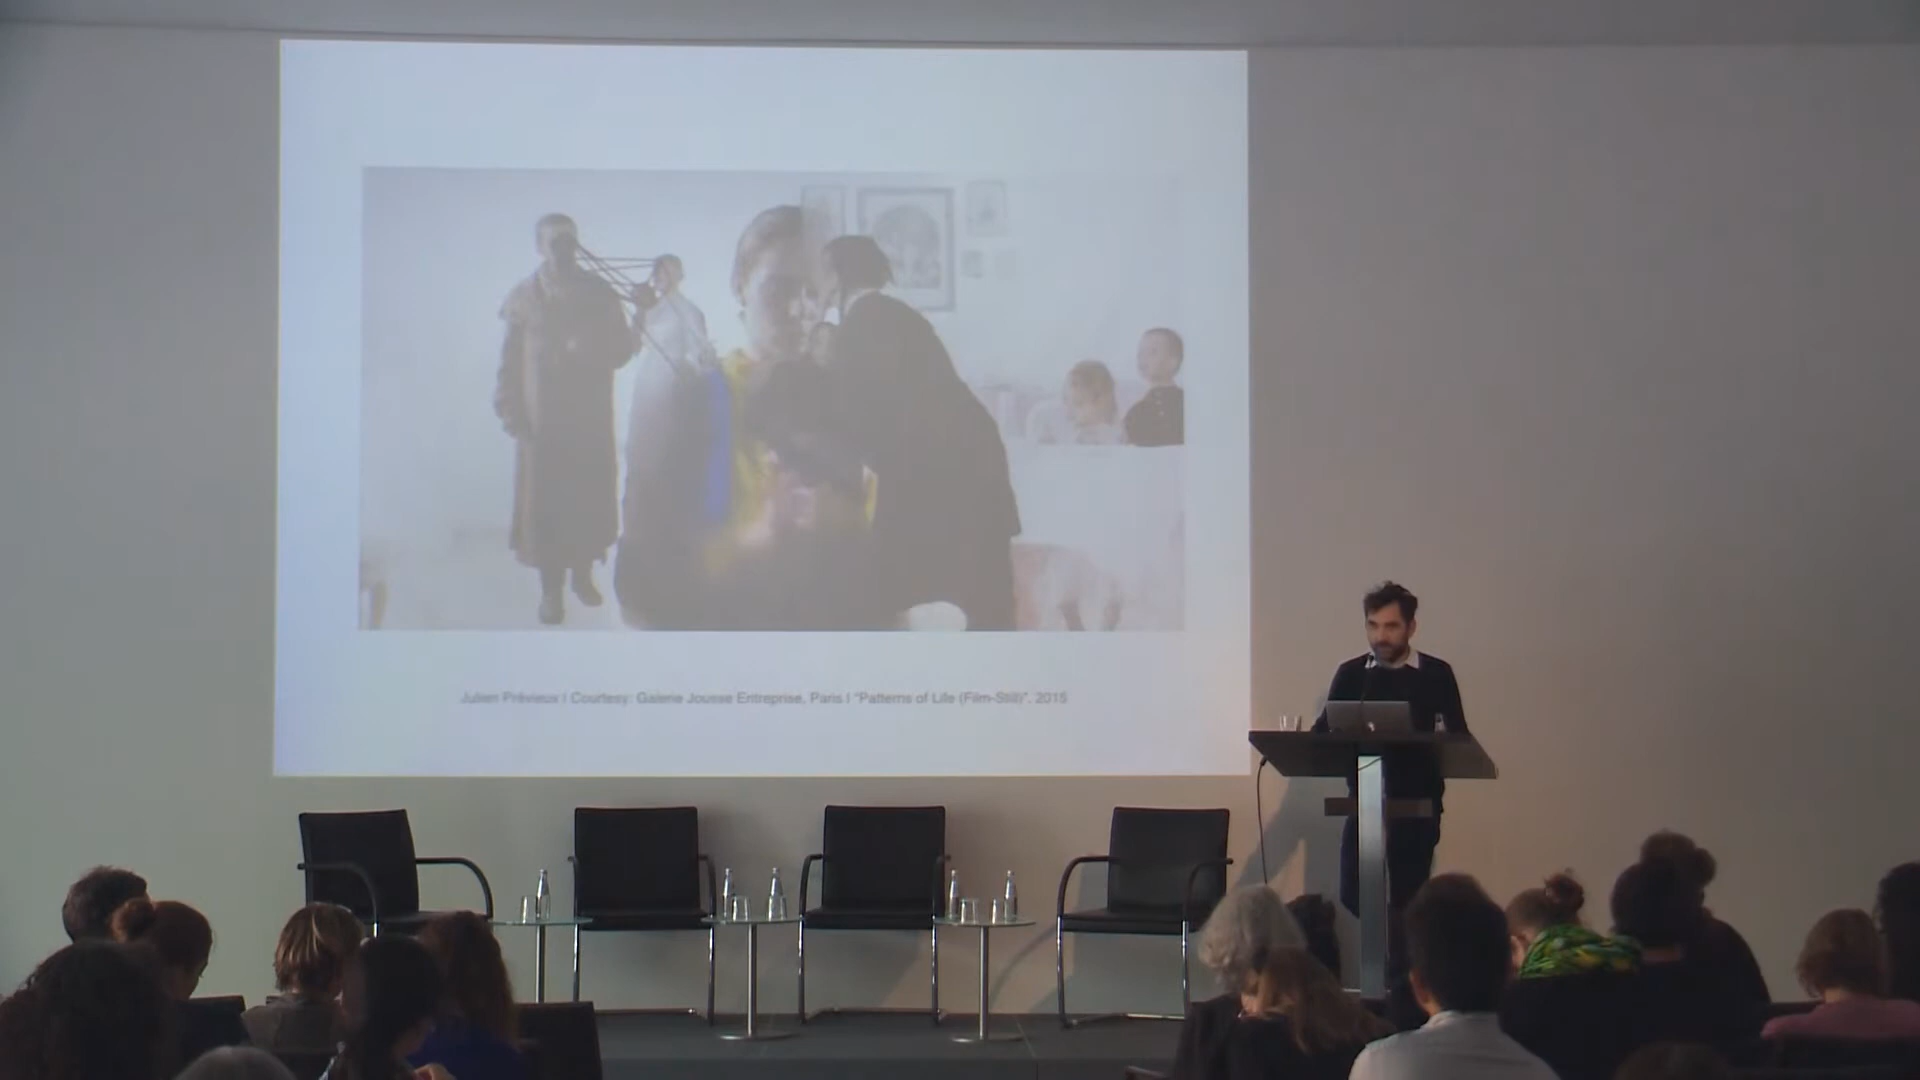 Julien Prévieux | Courtesy: Galerie Jousse Entreprise, Paris | "Patterns of Life (Film-Still)", 2015